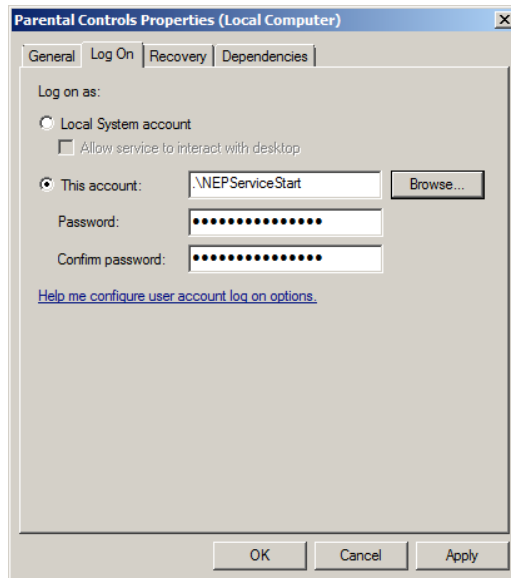 Parental Controls Properties (Local Computer)
General Log On Recovery Dependencies
Log on as:
Local System account
Allow service to interact with desktop
This account: .\NEPServiceStart Browse...
Password: •••••••••••••••
Confirm password: •••••••••••••••
Help me configure user account log on options.
OK Cancel Apply